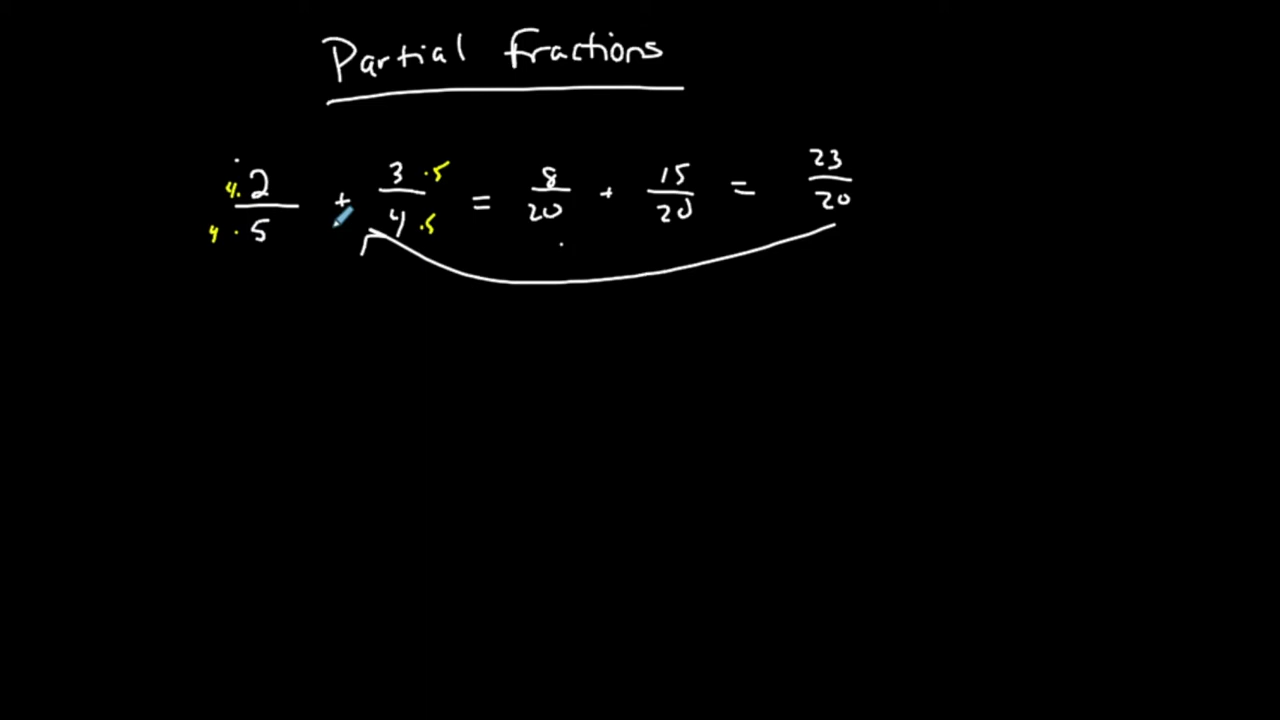 Partial fractions
4· 2/5 ·4 + 3/4 ·5 ·5 = 8/20 + 15/20 = 23/20